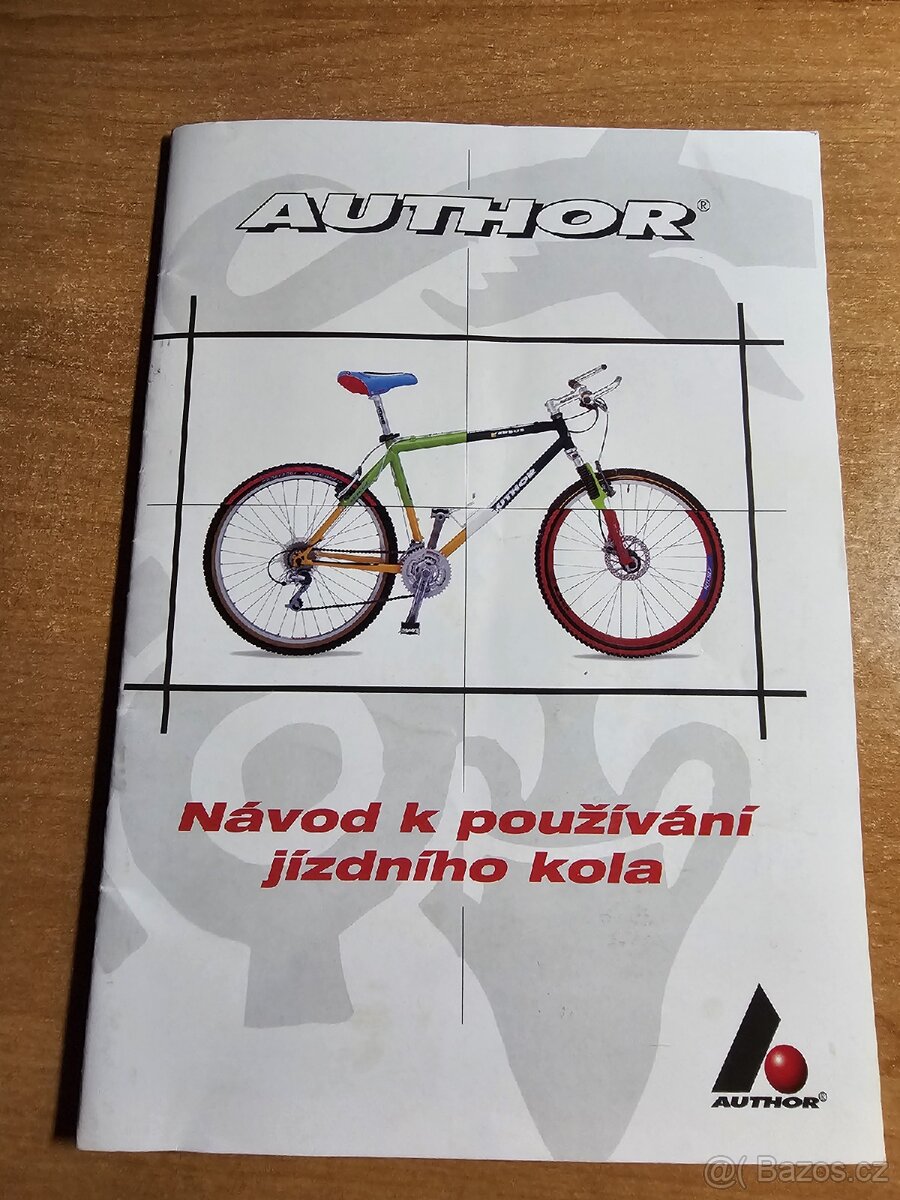 AUTHOR®
AUTHOR
Návod k používání
jízdního kola
AUTHOR®
@( Bazos.cz